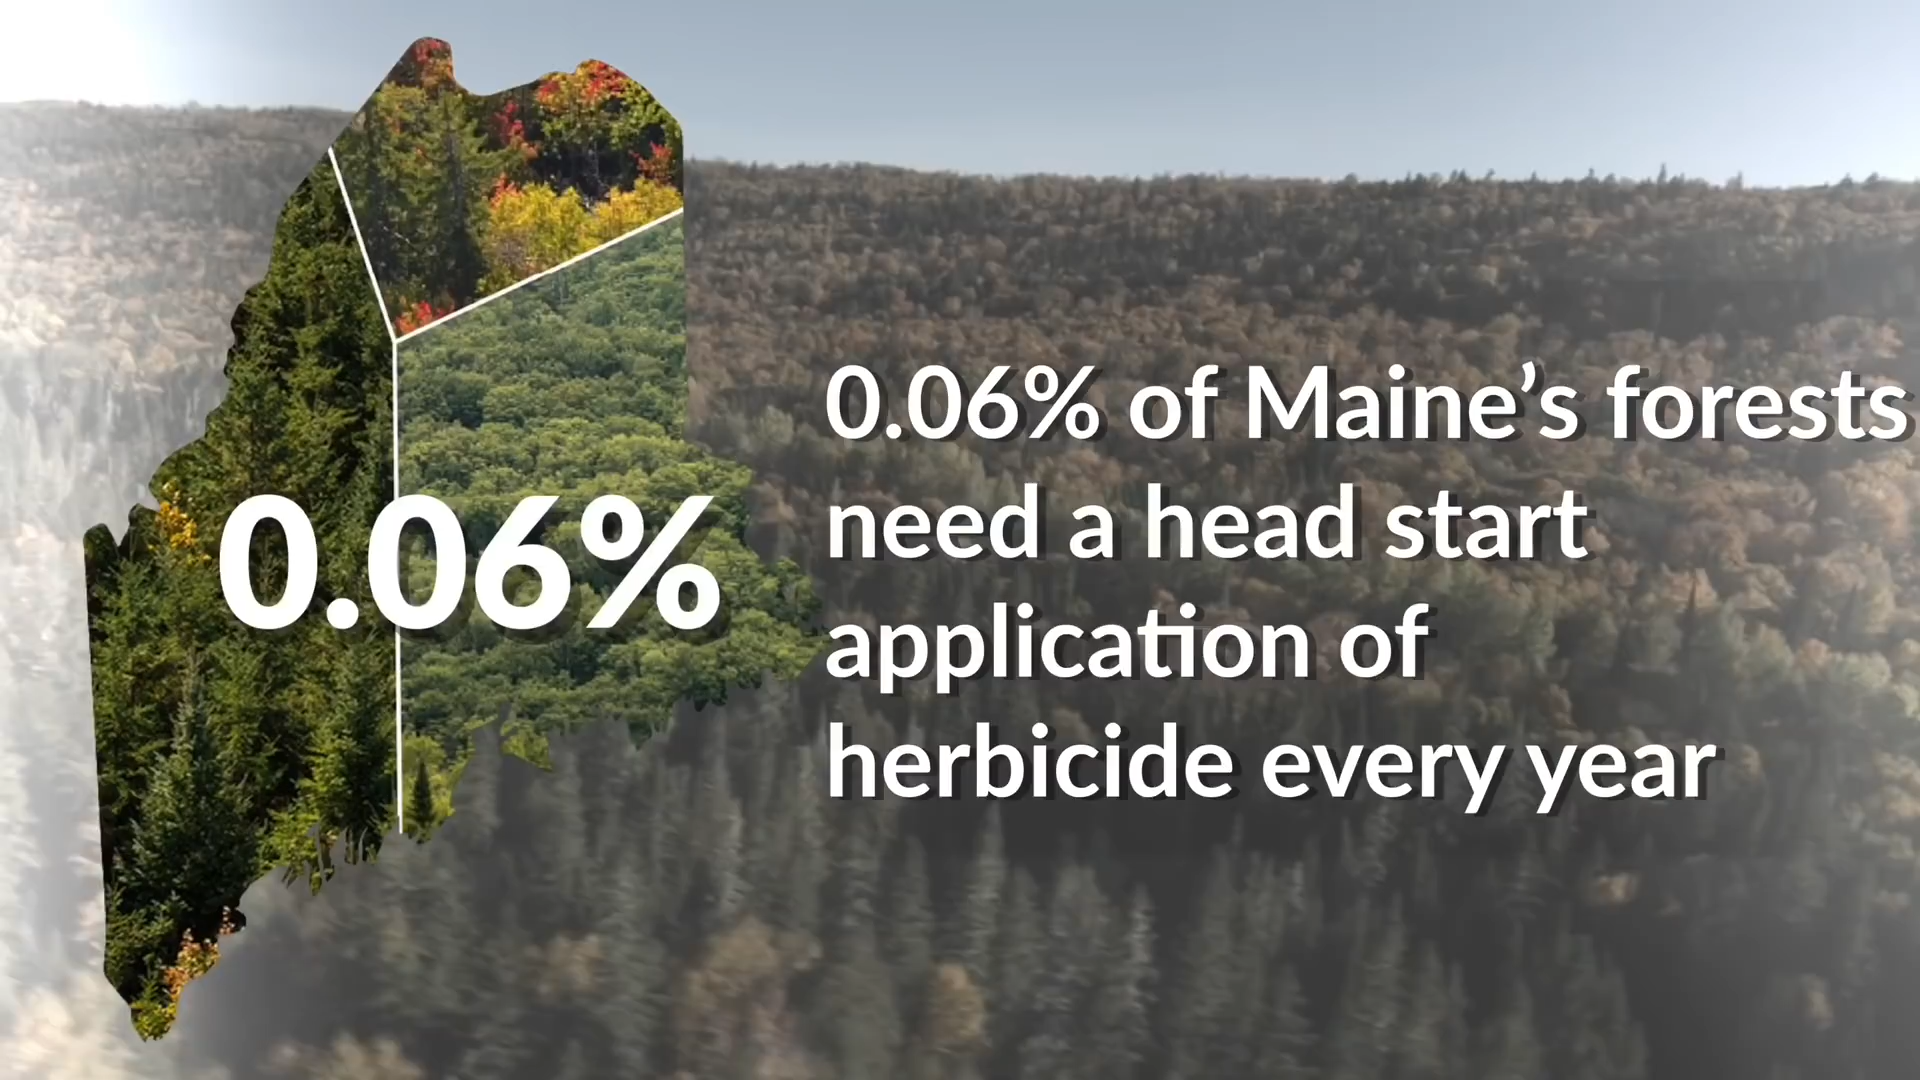 0.06%
0.06% of Maine’s forests
need a head start
application of
herbicide every year